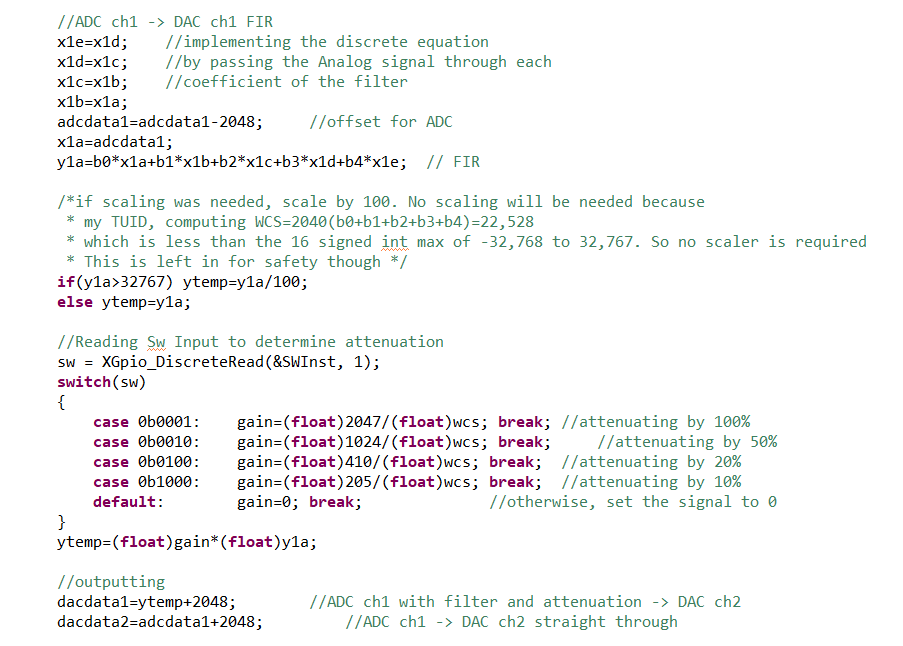 //ADC ch1 -> DAC ch1 FIR
x1e=x1d;    //implementing the discrete equation
x1d=x1c;    //by passing the Analog signal through each
x1c=x1b;    //coefficient of the filter
x1b=x1a;
adcdata1=adcdata1-2048;     //offset for ADC
x1a=adcdata1;
y1a=b0*x1a+b1*x1b+b2*x1c+b3*x1d+b4*x1e;  // FIR
/*if scaling was needed, scale by 100. No scaling will be needed because
 * my TUID, computing WCS=2040(b0+b1+b2+b3+b4)=22,528
 * which is less than the 16 signed int max of -32,768 to 32,767. So no scaler is required
 * This is left in for safety though */
if(y1a>32767) ytemp=y1a/100;
else ytemp=y1a;
//Reading Sw Input to determine attenuation
sw = XGpio_DiscreteRead(&SWInst, 1);
switch(sw)
{
    case 0b0001:    gain=(float)2047/(float)wcs; break; //attenuating by 100%
    case 0b0010:    gain=(float)1024/(float)wcs; break;     //attenuating by 50%
    case 0b0100:    gain=(float)410/(float)wcs; break;  //attenuating by 20%
    case 0b1000:    gain=(float)205/(float)wcs; break;  //attenuating by 10%
    default:        gain=0; break;              //otherwise, set the signal to 0
}
ytemp=(float)gain*(float)y1a;
//outputting
dacdata1=ytemp+2048;        //ADC ch1 with filter and attenuation -> DAC ch2
dacdata2=adcdata1+2048;         //ADC ch1 -> DAC ch2 straight through